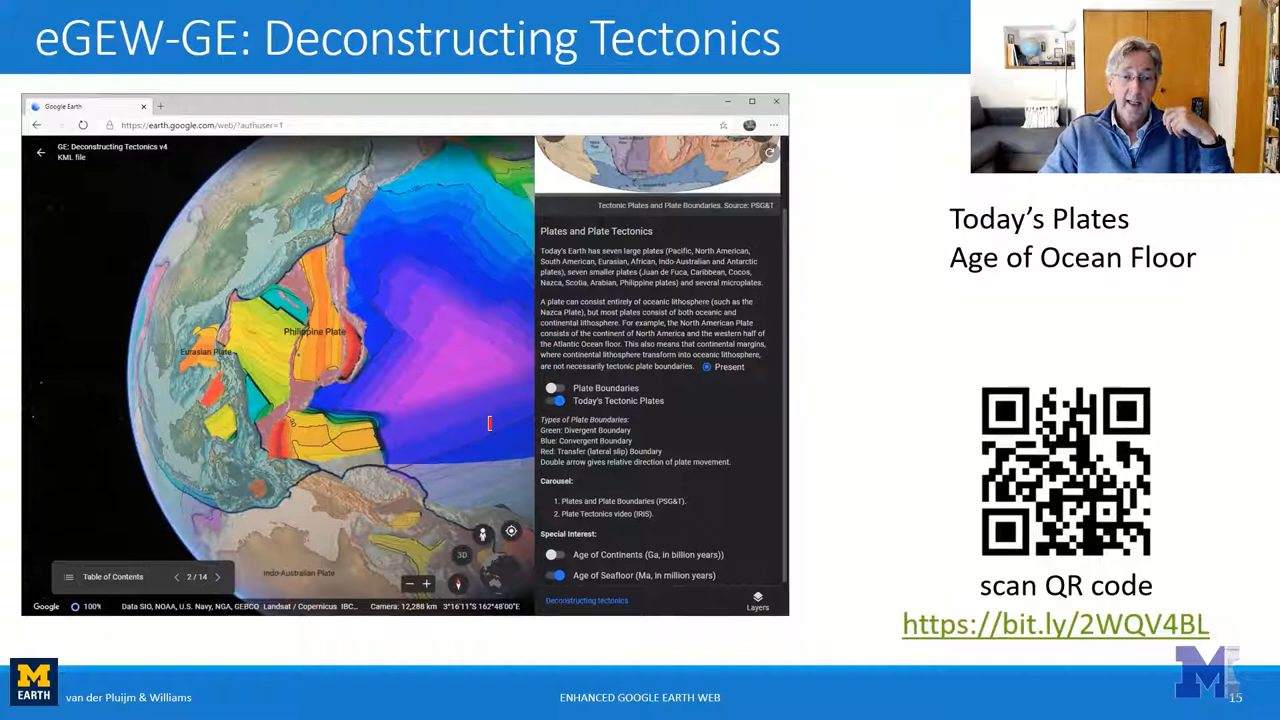 eGEW-GE: Deconstructing Tectonics
Google Earth
https://earth.google.com/web/?authuser=1
GE: Deconstructing Tectonics v4
KML file
Philippine Plate
Eurasian Plate
Indo-Australian Plate
3D
Table of Contents
2 / 14
Google
100%
Data SIO, NOAA, U.S. Navy, NGA, GEBCO Landsat / Copernicus IBC...
Camera: 12,288 km
3°16'11"S 162°48'00"E
Tectonic Plates and Plate Boundaries. Source: PSG&T
Plates and Plate Tectonics
Today's Earth has seven large plates (Pacific, North American,
South American, Eurasian, African, Indo-Australian and Antarctic
plates), seven smaller plates (Juan de Fuca, Caribbean, Cocos,
Nazca, Scotia, Arabian, Philippine plates) and several microplates.
A plate can consist entirely of oceanic lithosphere (such as the
Nazca Plate), but most plates consist of both oceanic and
continental lithosphere. For example, the North American Plate
consists of the continent of North America and the western half of
the Atlantic Ocean floor. This also means that continental margins,
where continental lithosphere transform into oceanic lithosphere,
are not necessarily tectonic plate boundaries. Present
Plate Boundaries
Today's Tectonic Plates
Types of Plate Boundaries:
Green: Divergent Boundary
Blue: Convergent Boundary
Red: Transfer (lateral slip) Boundary
Double arrow gives relative direction of plate movement.
Carousel:
1. Plates and Plate Boundaries (PSG&T).
2. Plate Tectonics video (IRIS).
Special Interest:
Age of Continents (Ga, in billion years))
Age of Seafloor (Ma, in million years)
Deconstructing tectonics
Layers
Today's Plates
Age of Ocean Floor
scan QR code
https://bit.ly/2WQV4BL
M
EARTH
van der Pluijm & Williams
ENHANCED GOOGLE EARTH WEB
M
15